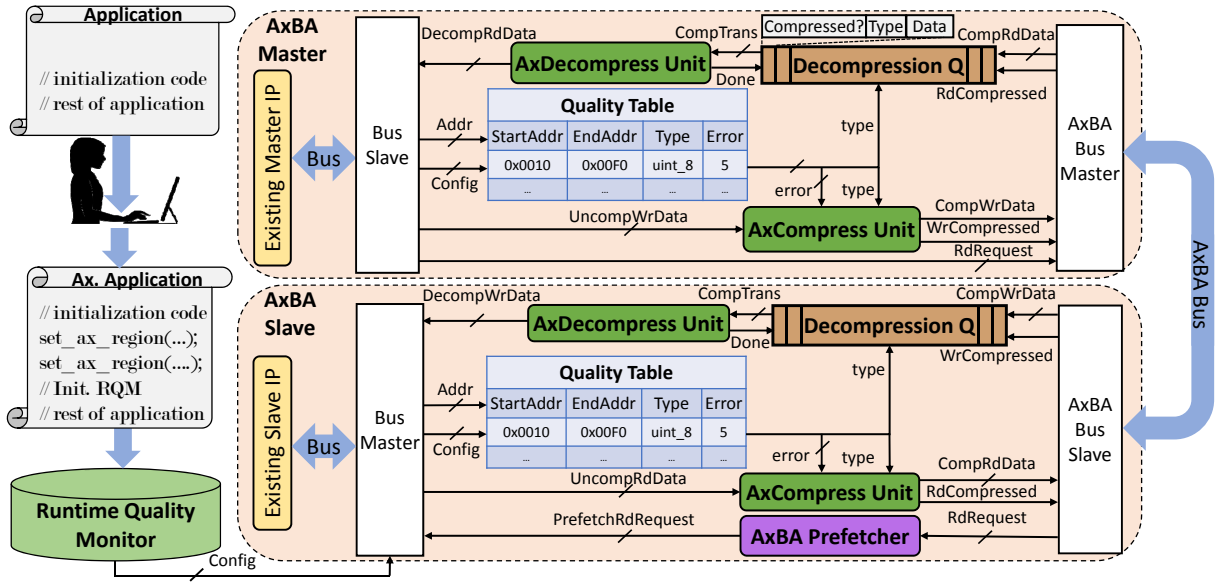 Application
// initialization code
// rest of application
Ax. Application
// initialization code
set_ax_region(...);
set_ax_region(....);
// Init. RQM
// rest of application
Runtime Quality
Monitor
Config
AxBA
Master
Existing Master IP
Bus
Bus
Slave
DecompRdData
AxDecompress Unit
CompTrans
Done
Compressed? Type Data
Decompression Q
CompRdData
RdCompressed
Addr
Config
Quality Table
StartAddr EndAddr Type Error
0x0010 0x00F0 uint_8 5
... ... ... ...
type
error
type
UncompWrData
AxCompress Unit
CompWrData
WrCompressed
RdRequest
AxBA
Bus
Master
AxBA Bus
AxBA
Slave
Existing Slave IP
Bus
Bus
Master
DecompWrData
AxDecompress Unit
CompTrans
Done
Decompression Q
CompWrData
WrCompressed
Addr
Config
Quality Table
StartAddr EndAddr Type Error
0x0010 0x00F0 uint_8 5
... ... ... ...
type
error
type
UncompRdData
AxCompress Unit
CompRdData
RdCompressed
PrefetchRdRequest
AxBA Prefetcher
RdRequest
AxBA
Bus
Slave